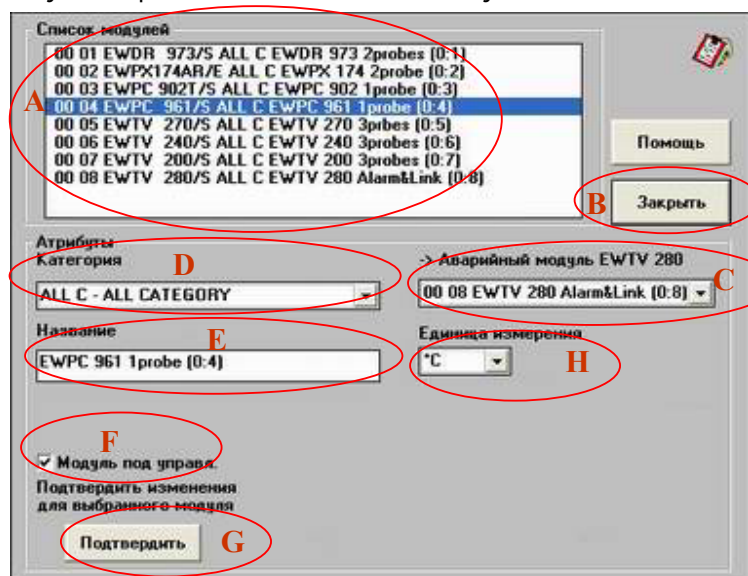 Список модулей
00 01 EWDR 973/S ALL C EWDR 973 2probes (0:1)
00 02 EWPX174AR/E ALL C EWPX 174 2probe (0:2)
00 03 EWPC 902T/S ALL C EWPC 902 1probe (0:3)
A
00 04 EWPC 961/S ALL C EWPC 961 1probe (0:4)
00 05 EWTV 270/S ALL C EWTV 270 3prbes (0:5)
00 06 EWTV 240/S ALL C EWTV 240 3probes (0:6)
00 07 EWTV 200/S ALL C EWTV 200 3probes (0:7)
00 08 EWTV 280/S ALL C EWTV 280 Alarm&Link (0:8)
Помощь
B
Закрыть
Атрибуты
Категория
D
ALL C - ALL CATEGORY
-> Аварийный модуль EWTV 280
00 08 EWTV 280 Alarm&Link (0:8)
C
Название
E
EWPC 961 1probe (0:4)
Единица измерения
°C
H
F
Модуль под управл.
Подтвердить изменения
для выбранного модуля
Подтвердить
G